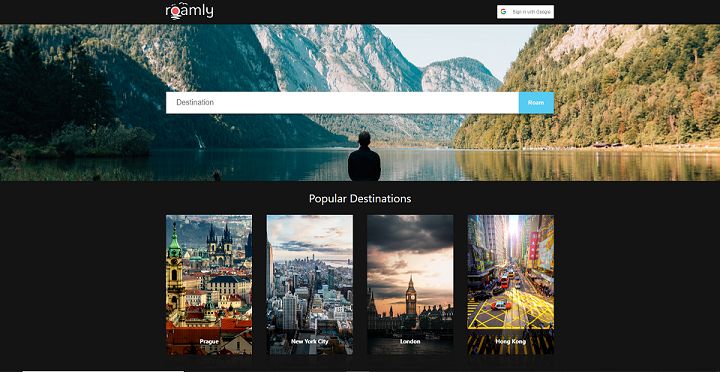 roamly
Sign in with Google
Destination
Roam
Popular Destinations
Prague
New York City
London
Hong Kong